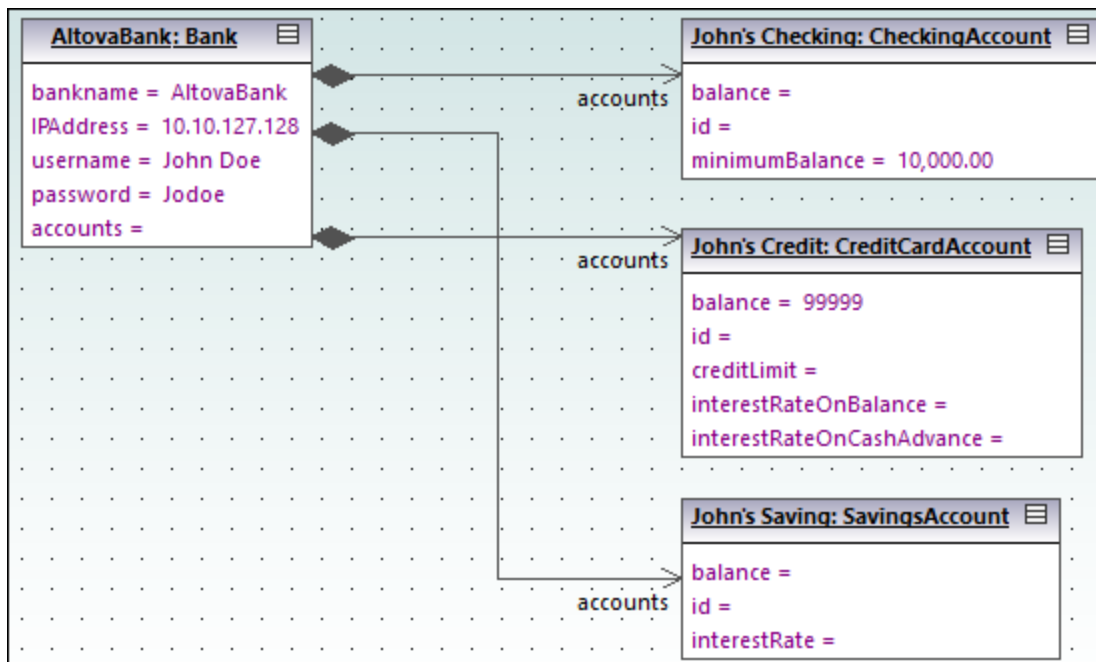 AltovaBank: Bank
bankname = AltovaBank
IPAddress = 10.10.127.128
username = John Doe
password = Jodoe
accounts =
accounts
John's Checking: CheckingAccount
balance =
id =
minimumBalance = 10,000.00
accounts
John's Credit: CreditCardAccount
balance = 99999
id =
creditLimit =
interestRateOnBalance =
interestRateOnCashAdvance =
accounts
John's Saving: SavingsAccount
balance =
id =
interestRate =